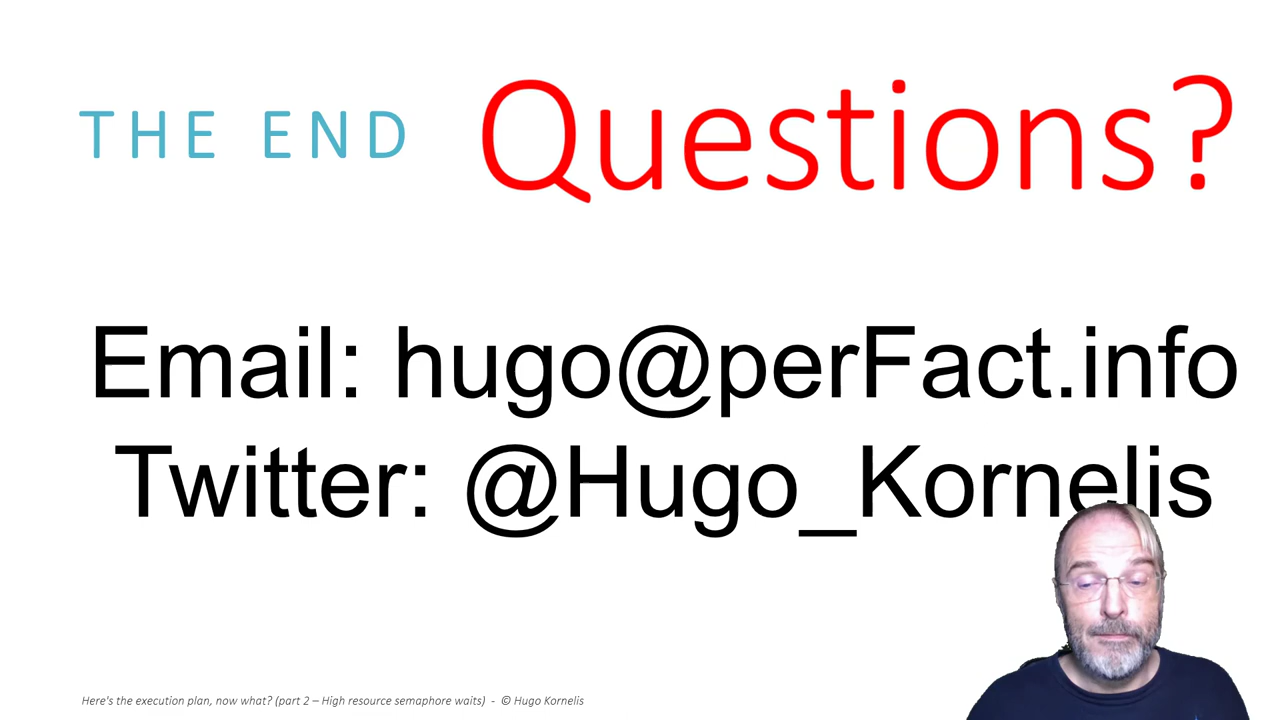 THE END
Questions?
Email: hugo@perFact.info
Twitter: @Hugo_Kornelis
Here's the execution plan, now what? (part 2 – High resource semaphore waits) - © Hugo Kornelis